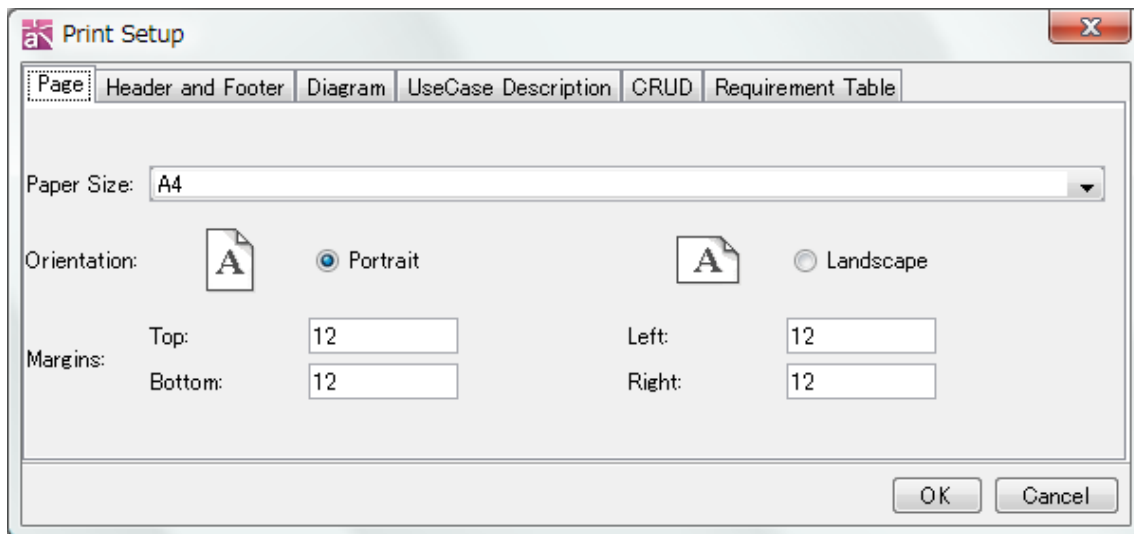 Print Setup
Page Header and Footer Diagram UseCase Description CRUD Requirement Table
Paper Size: A4
Orientation: A Portrait A Landscape
Top: 12 Left: 12
Margins:
Bottom: 12 Right: 12
OK Cancel